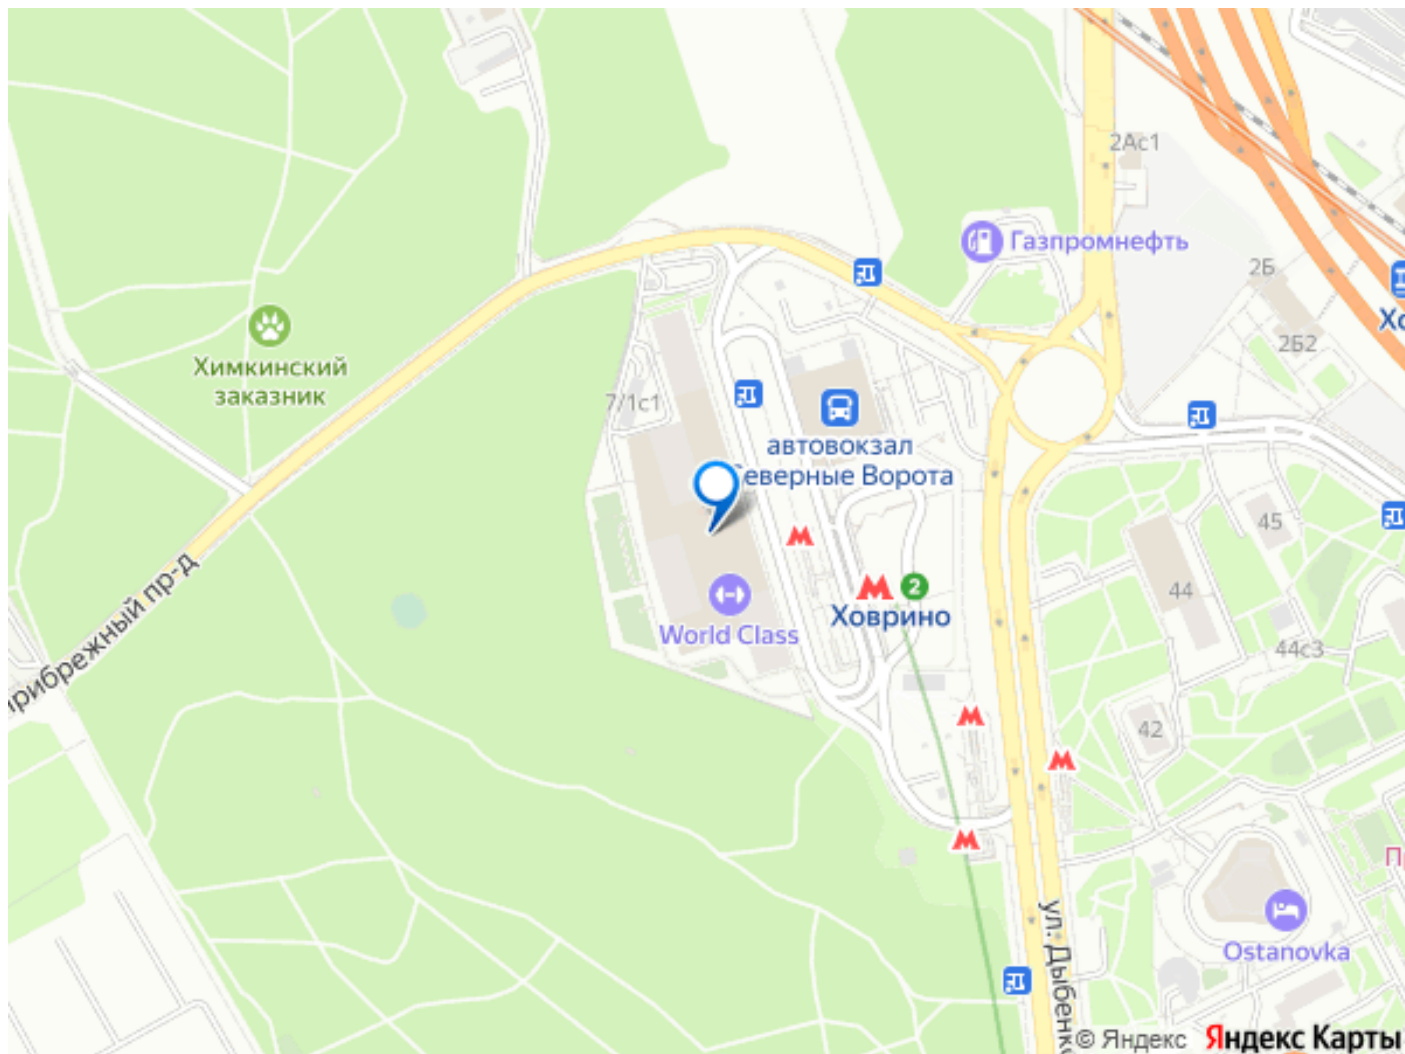 2Ас1
Газпромнефть
2Б
Хо
2Б2
Химкинский
заказник
7/1с1
автовокзал
Северные Ворота
45
44
2
Ховрино
World Class
44с3
Прибрежный пр-д
42
П
ул. Дыбенко
Ostanovka
© Яндекс
Яндекс Карты